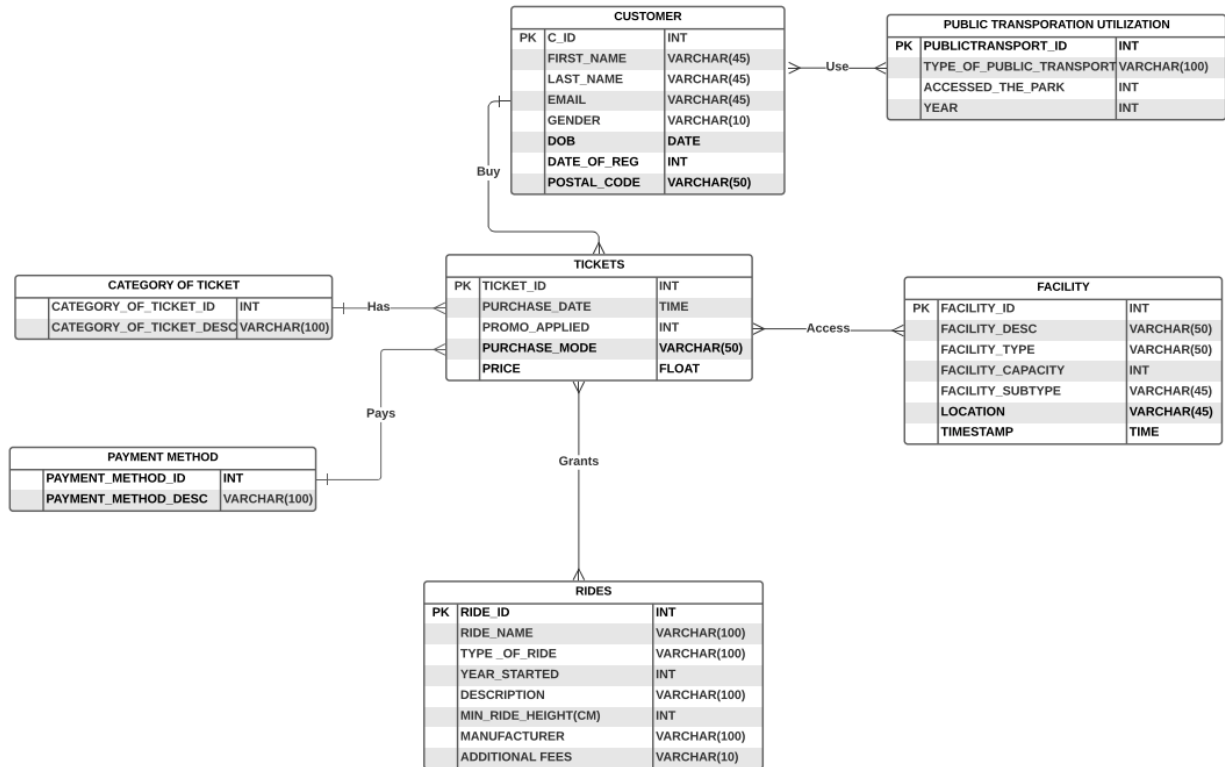 CUSTOMER
PK C_ID INT
FIRST_NAME VARCHAR(45)
LAST_NAME VARCHAR(45)
EMAIL VARCHAR(45)
GENDER VARCHAR(10)
DOB DATE
DATE_OF_REG INT
POSTAL_CODE VARCHAR(50)
Use
PUBLIC TRANSPORATION UTILIZATION
PK PUBLICTRANSPORT_ID INT
TYPE_OF_PUBLIC_TRANSPORT VARCHAR(100)
ACCESSED_THE_PARK INT
YEAR INT
Buy
CATEGORY OF TICKET
CATEGORY_OF_TICKET_ID INT
CATEGORY_OF_TICKET_DESC VARCHAR(100)
Has
TICKETS
PK TICKET_ID INT
PURCHASE_DATE TIME
PROMO_APPLIED INT
PURCHASE_MODE VARCHAR(50)
PRICE FLOAT
Access
FACILITY
PK FACILITY_ID INT
FACILITY_DESC VARCHAR(50)
FACILITY_TYPE VARCHAR(50)
FACILITY_CAPACITY INT
FACILITY_SUBTYPE VARCHAR(45)
LOCATION VARCHAR(45)
TIMESTAMP TIME
Pays
PAYMENT METHOD
PAYMENT_METHOD_ID INT
PAYMENT_METHOD_DESC VARCHAR(100)
Grants
RIDES
PK RIDE_ID INT
RIDE_NAME VARCHAR(100)
TYPE _OF_RIDE VARCHAR(100)
YEAR_STARTED INT
DESCRIPTION VARCHAR(100)
MIN_RIDE_HEIGHT(CM) INT
MANUFACTURER VARCHAR(100)
ADDITIONAL FEES VARCHAR(10)